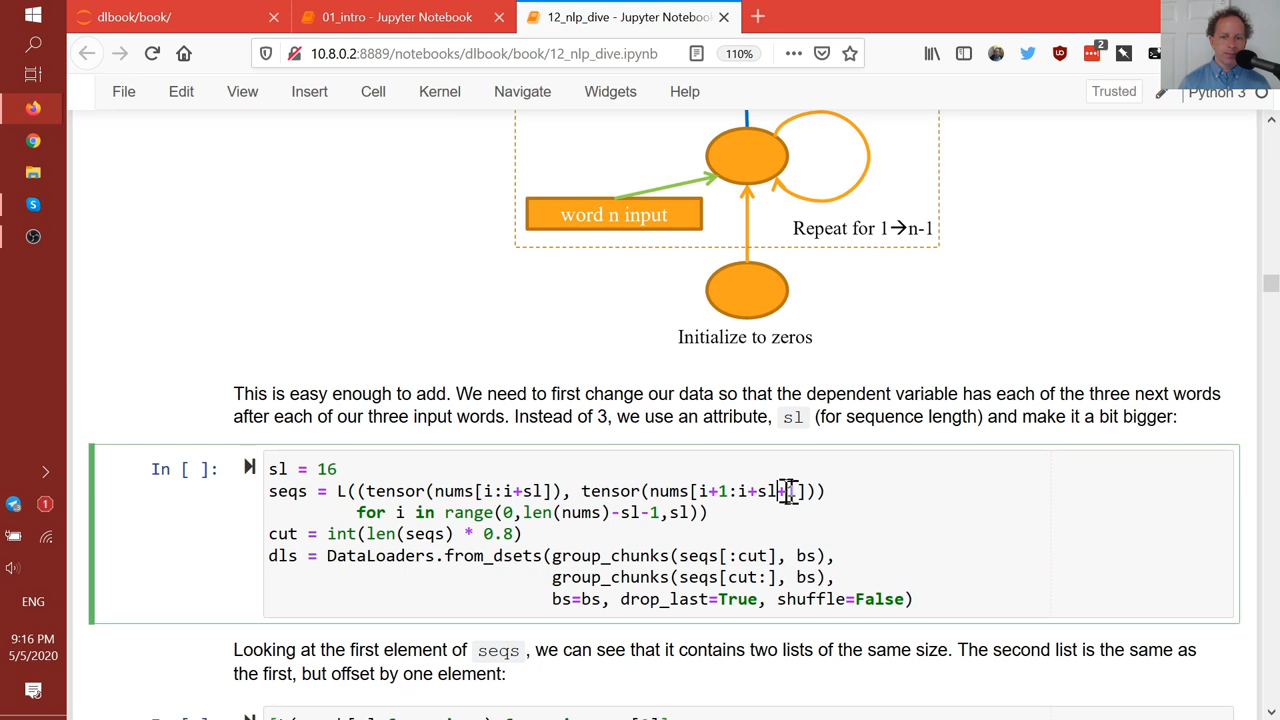 dlbook/book/
01_intro - Jupyter Notebook
12_nlp_dive - Jupyter Notebook
10.8.0.2:8889/notebooks/dlbook/book/12_nlp_dive.ipynb
110%
2
File Edit View Insert Cell Kernel Navigate Widgets Help
Trusted
Python 3
word n input
Repeat for 1→n-1
Initialize to zeros
This is easy enough to add. We need to first change our data so that the dependent variable has each of the three next words
after each of our three input words. Instead of 3, we use an attribute, sl (for sequence length) and make it a bit bigger:
In [ ]:
sl = 16
seqs = L((tensor(nums[i:i+sl]), tensor(nums[i+1:i+sl+1]))
for i in range(0,len(nums)-sl-1,sl))
cut = int(len(seqs) * 0.8)
dls = DataLoaders.from_dsets(group_chunks(seqs[:cut], bs),
group_chunks(seqs[cut:], bs),
bs=bs, drop_last=True, shuffle=False)
Looking at the first element of seqs, we can see that it contains two lists of the same size. The second list is the same as
the first, but offset by one element:
1
ENG
9:16 PM
5/5/2020